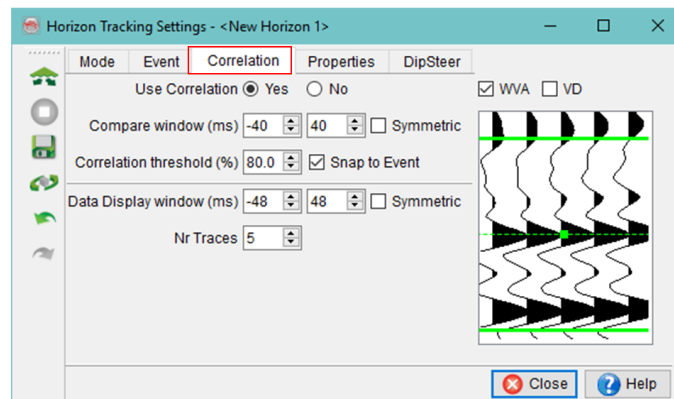 Horizon Tracking Settings - <New Horizon 1>
Mode Event Correlation Properties DipSteer
Use Correlation Yes No WVA VD
Compare window (ms) -40 40 Symmetric
Correlation threshold (%) 80.0 Snap to Event
Data Display window (ms) -48 48 Symmetric
Nr Traces 5
Close Help